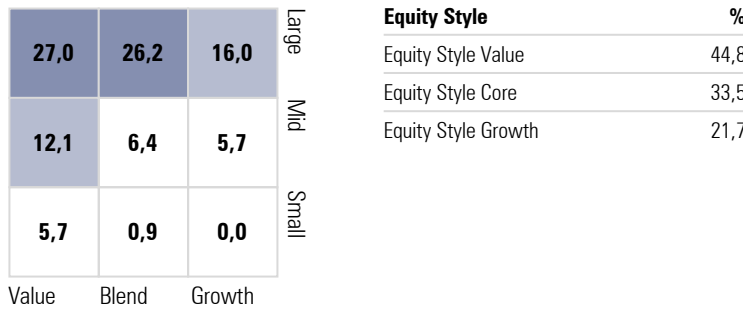 27,0 26,2 16,0 Large
12,1 6,4 5,7 Mid
5,7 0,9 0,0 Small
Value Blend Growth
Equity Style %
Equity Style Value 44,8
Equity Style Core 33,5
Equity Style Growth 21,7